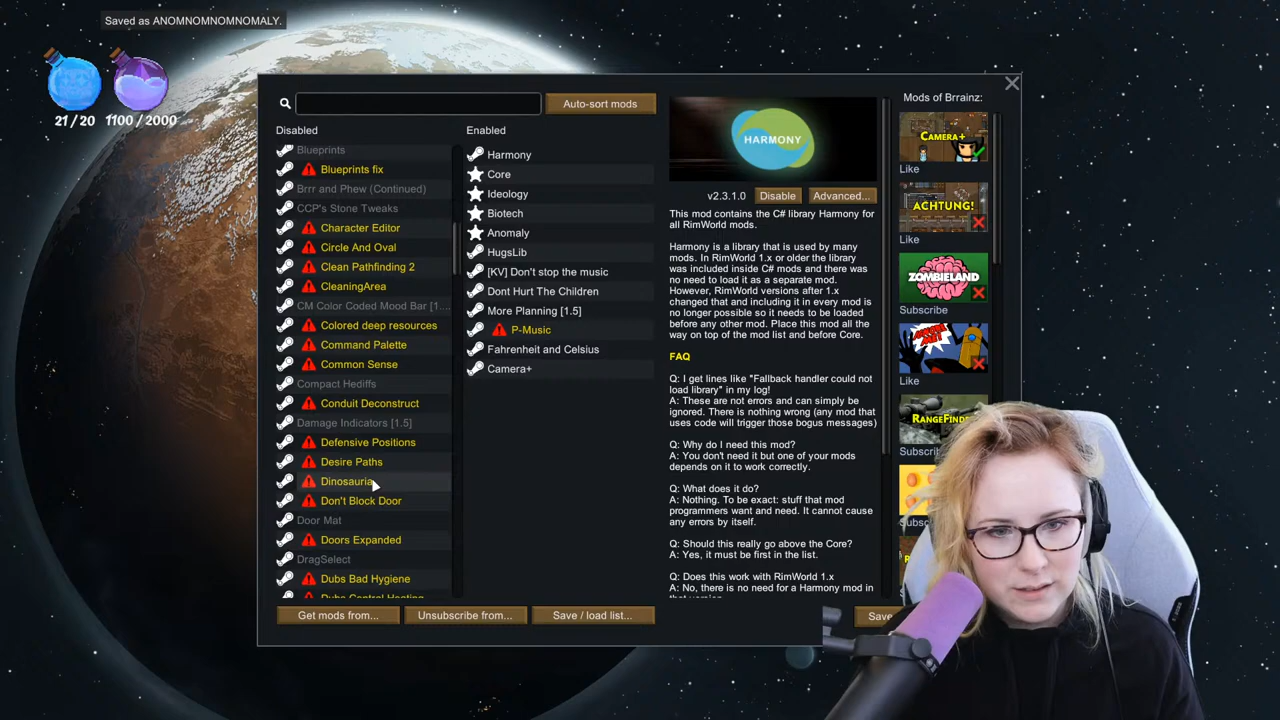 Saved as ANOMNOMNOMNOMALY.
21 / 20
1100 / 2000
Auto-sort mods
Disabled
Blueprints
Blueprints fix
Brrr and Phew (Continued)
CCP's Stone Tweaks
Character Editor
Circle And Oval
Clean Pathfinding 2
CleaningArea
CM Color Coded Mood Bar [1...
Colored deep resources
Command Palette
Common Sense
Compact Hediffs
Conduit Deconstruct
Damage Indicators [1.5]
Defensive Positions
Desire Paths
Dinosauria
Don't Block Door
Door Mat
Doors Expanded
DragSelect
Dubs Bad Hygiene
Dubs Central Heating
Get mods from...
Unsubscribe from...
Save / load list...
Enabled
Harmony
Core
Ideology
Biotech
Anomaly
HugsLib
[KV] Don't stop the music
Dont Hurt The Children
More Planning [1.5]
P-Music
Fahrenheit and Celsius
Camera+
HARMONY
v2.3.1.0
Disable
Advanced...
This mod contains the C# library Harmony for
all RimWorld mods.
Harmony is a library that is used by many
mods. In RimWorld 1.x or older the library
was included inside C# mods and there was
no need to load it as a separate mod.
However, RimWorld versions after 1.x
changed that and including it in every mod is
no longer possible so it needs to be loaded
before any other mod. Place this mod all the
way on top of the mod list and before Core.
FAQ
Q: I get lines like "Fallback handler could not
load library" in my log!
A: These are not errors and can simply be
ignored. There is nothing wrong (any mod that
uses code will trigger those bogus messages)
Q: Why do I need this mod?
A: You don't need it but one of your mods
depends on it to work correctly.
Q: What does it do?
A: Nothing. To be exact: stuff that mod
programmers want and need. It cannot cause
any errors by itself.
Q: Should this really go above the Core?
A: Yes, it must be first in the list.
Q: Does this work with RimWorld 1.x
A: No, there is no need for a Harmony mod in
that version.
Mods of Brrainz:
CAMERA+
Like
ACHTUNG!
Like
ZOMBIELAND
Subscribe
Like
RANGEFIND
Subscri
Subsc
Save